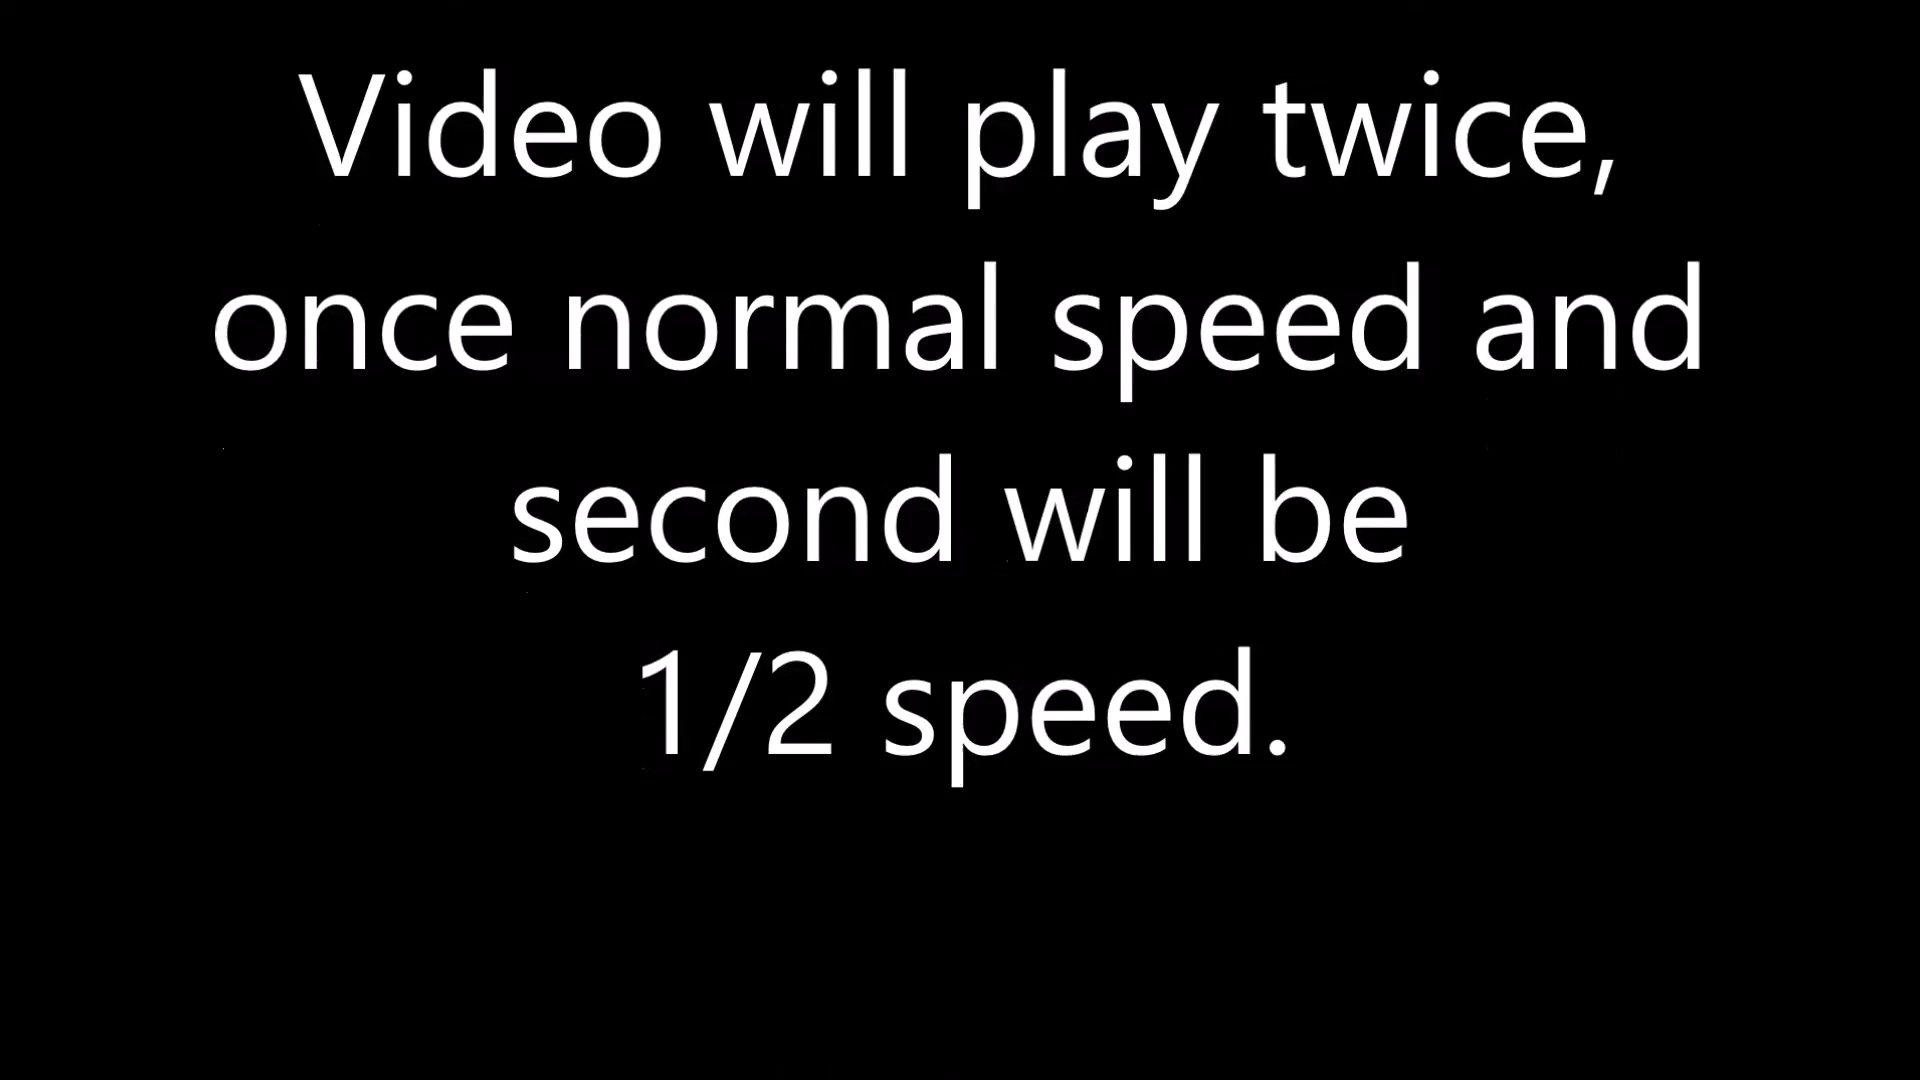 Video will play twice,
once normal speed and
second will be
1/2 speed.